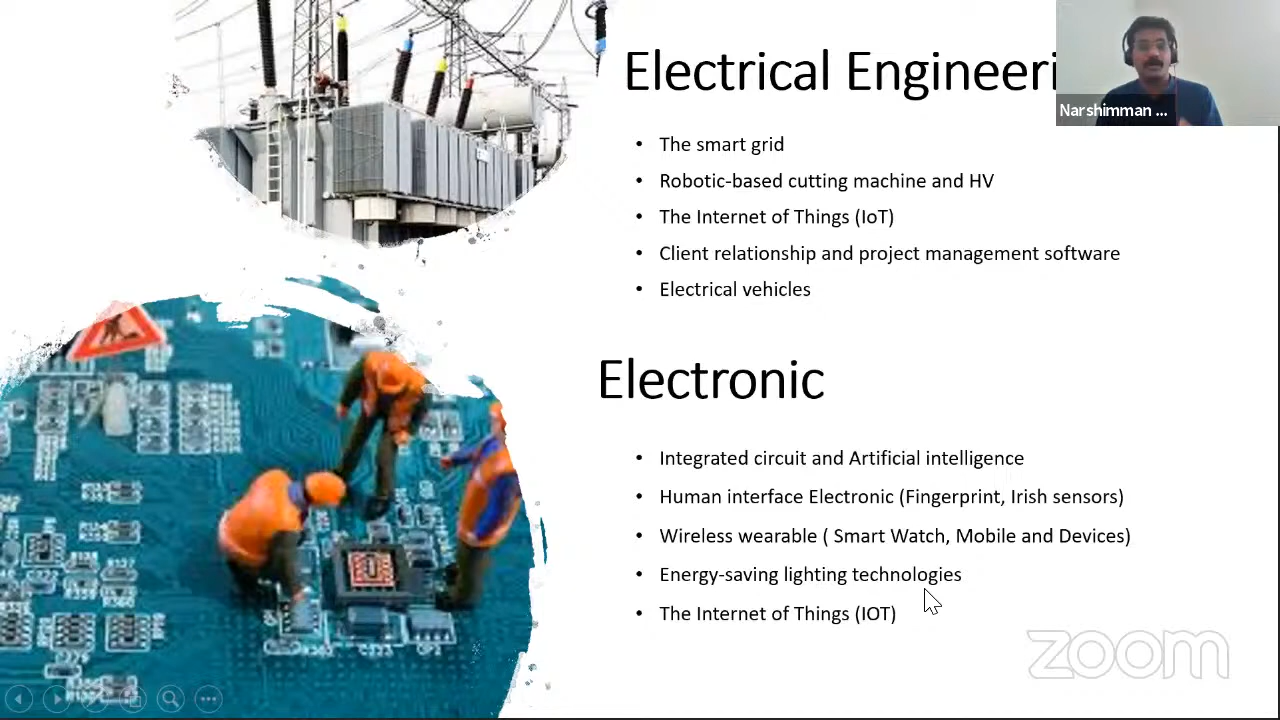 Electrical Engineeri
Narshimman ...
• The smart grid
• Robotic-based cutting machine and HV
• The Internet of Things (IoT)
• Client relationship and project management software
• Electrical vehicles
Electronic
• Integrated circuit and Artificial intelligence
• Human interface Electronic (Fingerprint, Irish sensors)
• Wireless wearable ( Smart Watch, Mobile and Devices)
• Energy-saving lighting technologies
• The Internet of Things (IOT)
zoom